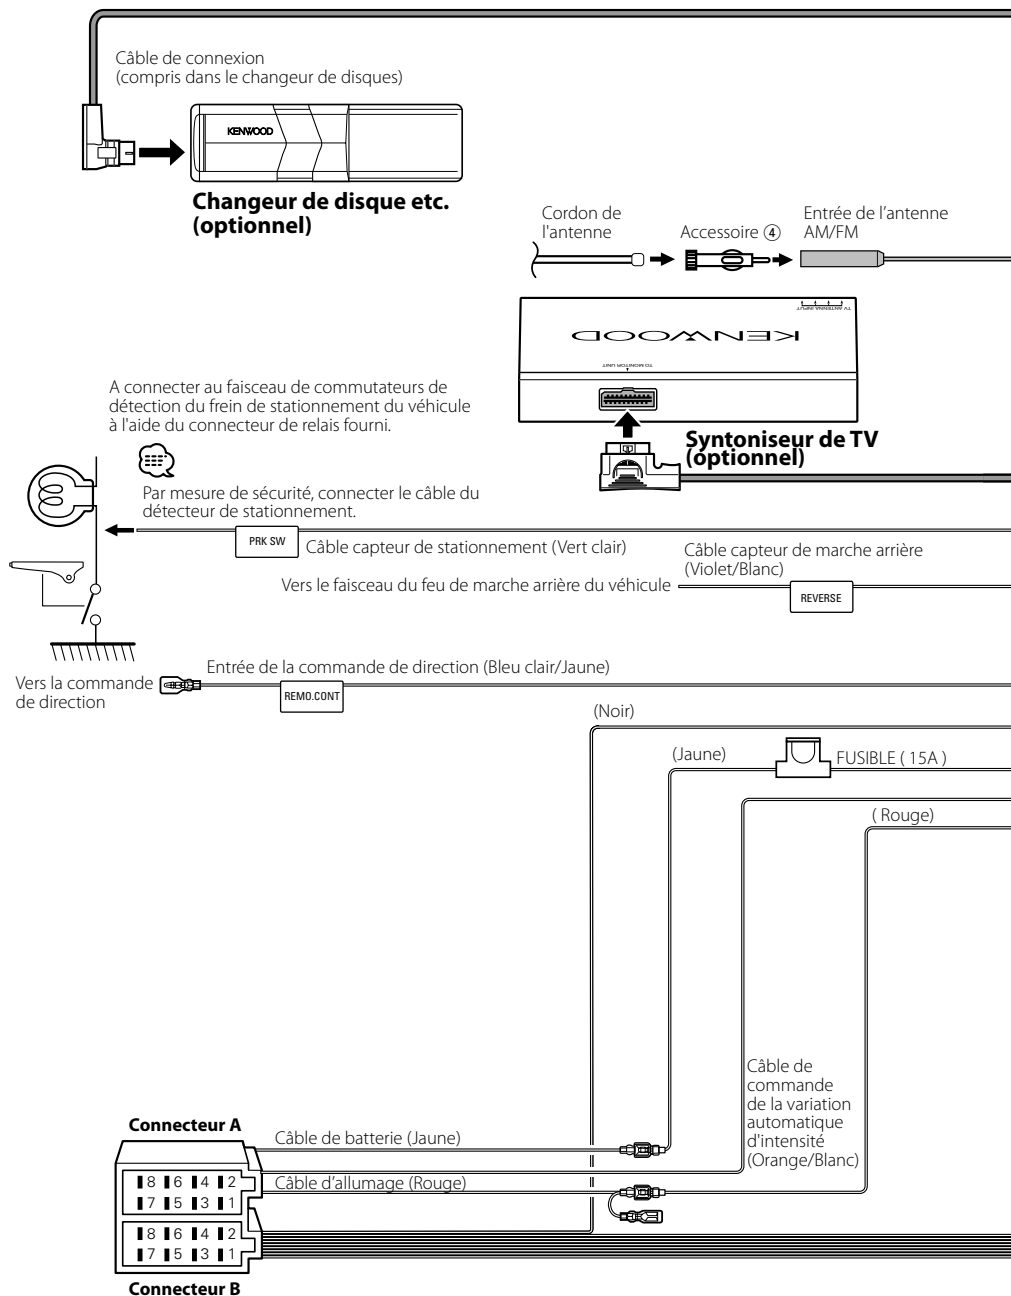 Câble de connexion
(compris dans le changeur de disques)
KENWOOD
Changeur de disque etc.
(optionnel)
Cordon de
l'antenne
Accessoire ④
Entrée de l’antenne
AM/FM
TV ANTENNA INPUT
KENWOOD
TO MONITOR UNIT
A connecter au faisceau de commutateurs de
détection du frein de stationnement du véhicule
à l'aide du connecteur de relais fourni.
Syntoniseur de TV
(optionnel)
Par mesure de sécurité, connecter le câble du
détecteur de stationnement.
PRK SW
Câble capteur de stationnement (Vert clair)
Câble capteur de marche arrière
(Violet/Blanc)
Vers le faisceau du feu de marche arrière du véhicule
REVERSE
Entrée de la commande de direction (Bleu clair/Jaune)
Vers la commande
de direction
REMO.CONT
(Noir)
(Jaune)
FUSIBLE ( 15A )
( Rouge)
Câble de
commande
de la variation
automatique
d'intensité
(Orange/Blanc)
Connecteur A
Câble de batterie (Jaune)
Câble d’allumage (Rouge)
8 6 4 2
7 5 3 1
8 6 4 2
7 5 3 1
Connecteur B